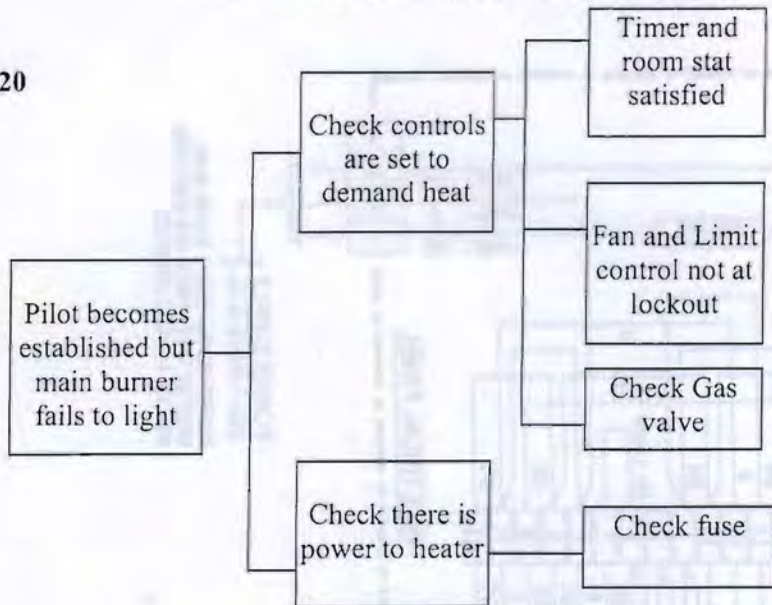 20
Pilot becomes
established but
main burner
fails to light
Check controls
are set to
demand heat
Check there is
power to heater
Timer and
room stat
satisfied
Fan and Limit
control not at
lockout
Check Gas
valve
Check fuse